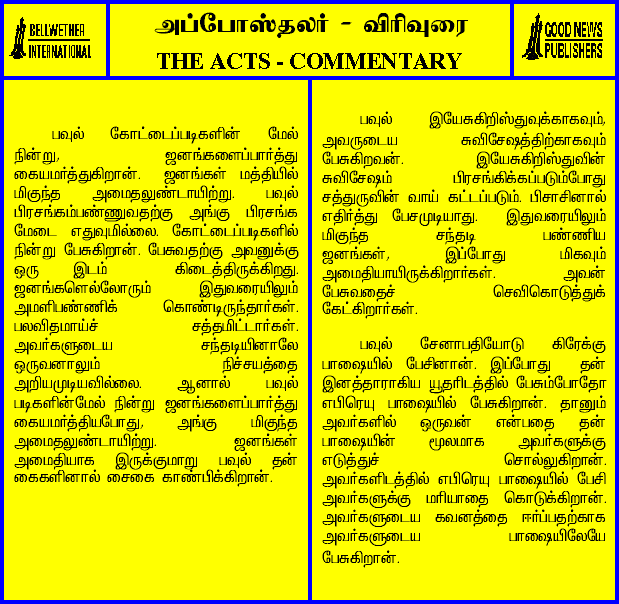 BELLWETHER
INTERNATIONAL
அப்போஸ்தலர் - விரிவுரை
THE ACTS - COMMENTARY
GOOD NEWS
PUBLISHERS
பவுல் கோட்டைப்படிகளின் மேல்
நின்று, ஜனங்களைப்பார்த்து
கையமர்த்துகிறான். ஜனங்கள் மத்தியில்
மிகுந்த அமைதலுண்டாயிற்று. பவுல்
பிரசங்கம்பண்ணுவதற்கு அங்கு பிரசங்க
மேடை எதுவுமில்லை. கோட்டைப்படிகளில்
நின்று பேசுகிறான். பேசுவதற்கு அவனுக்கு
ஒரு இடம் கிடைத்திருக்கிறது.
ஜனங்களெல்லோரும் இதுவரையிலும்
அமளிபண்ணிக் கொண்டிருந்தார்கள்.
பலவிதமாய்ச் சத்தமிட்டார்கள்.
அவர்களுடைய சந்தடியினாலே
ஒருவனாலும் நிச்சயத்தை
அறியமுடியவில்லை. ஆனால் பவுல்
படிகளின்மேல் நின்று ஜனங்களைப்பார்த்து
கையமர்த்தியபோது, அங்கு மிகுந்த
அமைதலுண்டாயிற்று. ஜனங்கள்
அமைதியாக இருக்குமாறு பவுல் தன்
கைகளினால் சைகை காண்பிக்கிறான்.
பவுல் இயேசுகிறிஸ்துவுக்காகவும்,
அவருடைய சுவிசேஷத்திற்காகவும்
பேசுகிறவன். இயேசுகிறிஸ்துவின்
சுவிசேஷம் பிரசங்கிக்கப்படும்போது
சத்துருவின் வாய் கட்டப்படும். பிசாசினால்
எதிர்த்து பேசமுடியாது. இதுவரையிலும்
மிகுந்த சந்தடி பண்ணிய
ஜனங்கள், இப்போது மிகவும்
அமைதியாயிருக்கிறார்கள். அவன்
பேசுவதைச் செவிகொடுத்துக்
கேட்கிறார்கள்.
பவுல் சேனாபதியோடு கிரேக்கு
பாஷையில் பேசினான். இப்போது தன்
இனத்தாராகிய யூதரிடத்தில் பேசும்போதோ
எபிரெயு பாஷையில் பேசுகிறான். தானும்
அவர்களில் ஒருவன் என்பதை தன்
பாஷையின் மூலமாக அவர்களுக்கு
எடுத்துச் சொல்லுகிறான்.
அவர்களிடத்தில் எபிரெயு பாஷையில் பேசி
அவர்களுக்கு மரியாதை கொடுக்கிறான்.
அவர்களுடைய கவனத்தை ஈர்ப்பதற்காக
அவர்களுடைய பாஷையிலேயே
பேசுகிறான்.